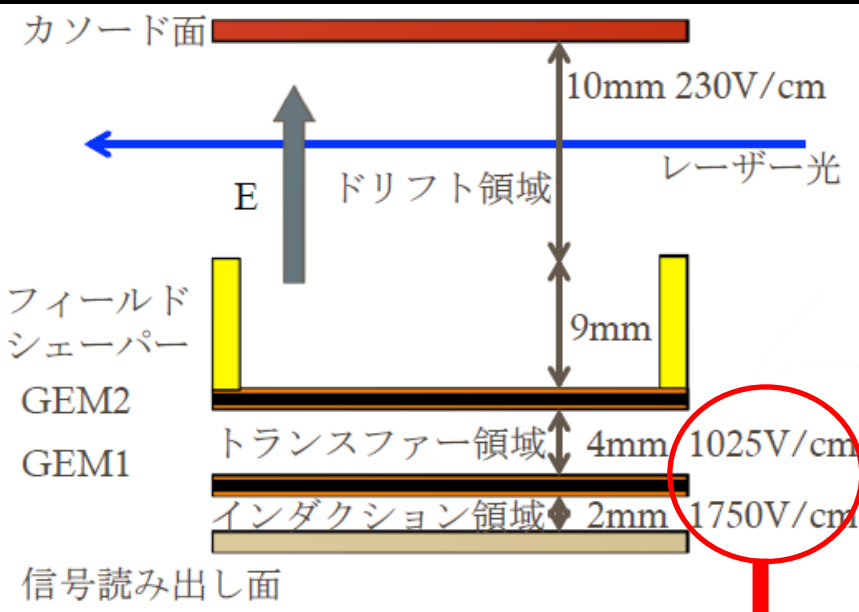 カソード面
10mm 230V/cm
レーザー光
E
ドリフト領域
フィールド
シェーパー
9mm
GEM2
トランスファー領域 4mm 1025V/cm
GEM1
インダクション領域 2mm 1750V/cm
信号読み出し面